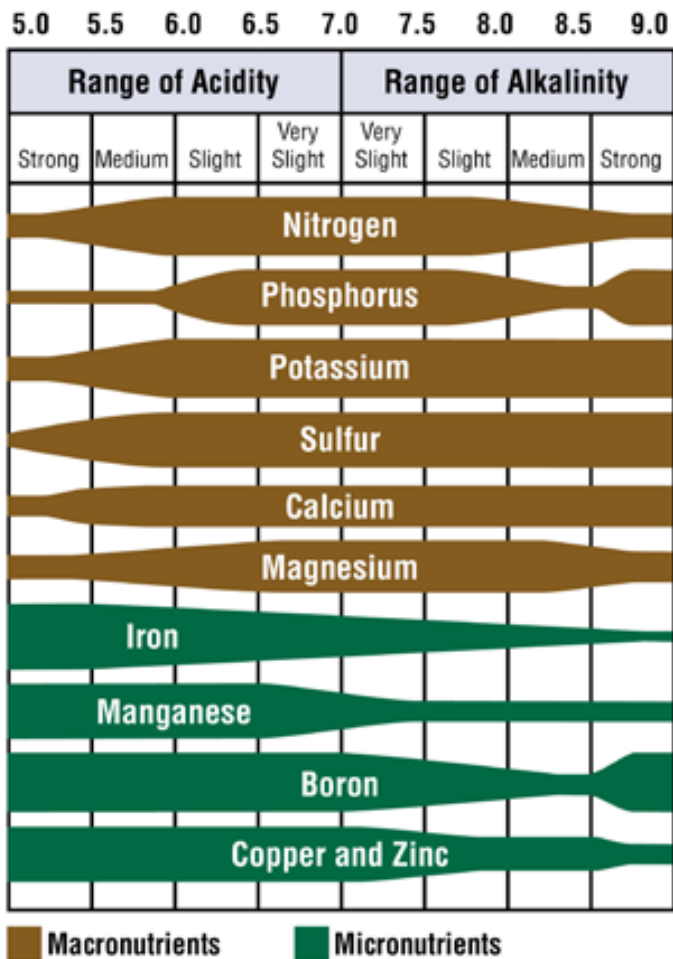 5.0 5.5 6.0 6.5 7.0 7.5 8.0 8.5 9.0
Range of Acidity Range of Alkalinity
Strong Medium Slight Very Slight Very Slight Slight Medium Strong
Nitrogen
Phosphorus
Potassium
Sulfur
Calcium
Magnesium
Iron
Manganese
Boron
Copper and Zinc
Macronutrients Micronutrients